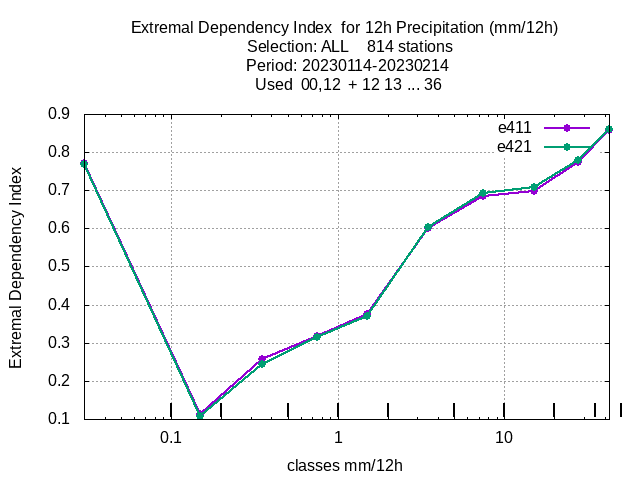 Extremal Dependency Index  for 12h Precipitation (mm/12h)
Selection: ALL    814 stations
Period: 20230114-20230214
Used  00,12  + 12 13 ... 36
e411
e421
Extremal Dependency Index
0.9
0.8
0.7
0.6
0.5
0.4
0.3
0.2
0.1
0.1 1 10
classes mm/12h